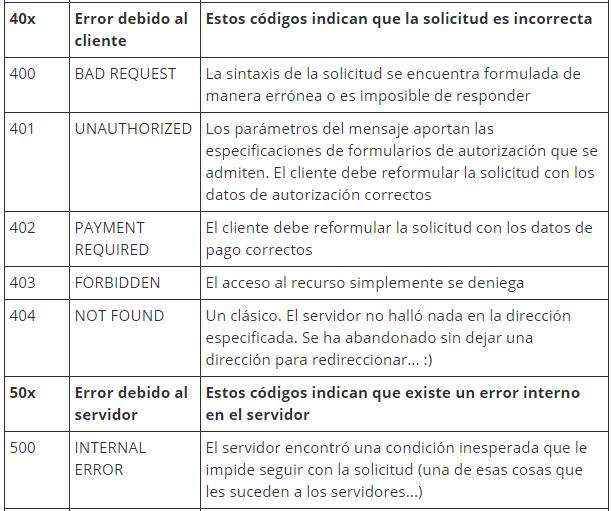 40x Error debido al cliente Estos códigos indican que la solicitud es incorrecta
400 BAD REQUEST La sintaxis de la solicitud se encuentra formulada de
manera errónea o es imposible de responder
401 UNAUTHORIZED Los parámetros del mensaje aportan las
especificaciones de formularios de autorización que se
admiten. El cliente debe reformular la solicitud con los
datos de autorización correctos
402 PAYMENT REQUIRED El cliente debe reformular la solicitud con los datos de
pago correctos
403 FORBIDDEN El acceso al recurso simplemente se deniega
404 NOT FOUND Un clásico. El servidor no halló nada en la dirección
especificada. Se ha abandonado sin dejar una
dirección para redireccionar... :)
50x Error debido al servidor Estos códigos indican que existe un error interno
en el servidor
500 INTERNAL ERROR El servidor encontró una condición inesperada que le
impide seguir con la solicitud (una de esas cosas que
les suceden a los servidores...)